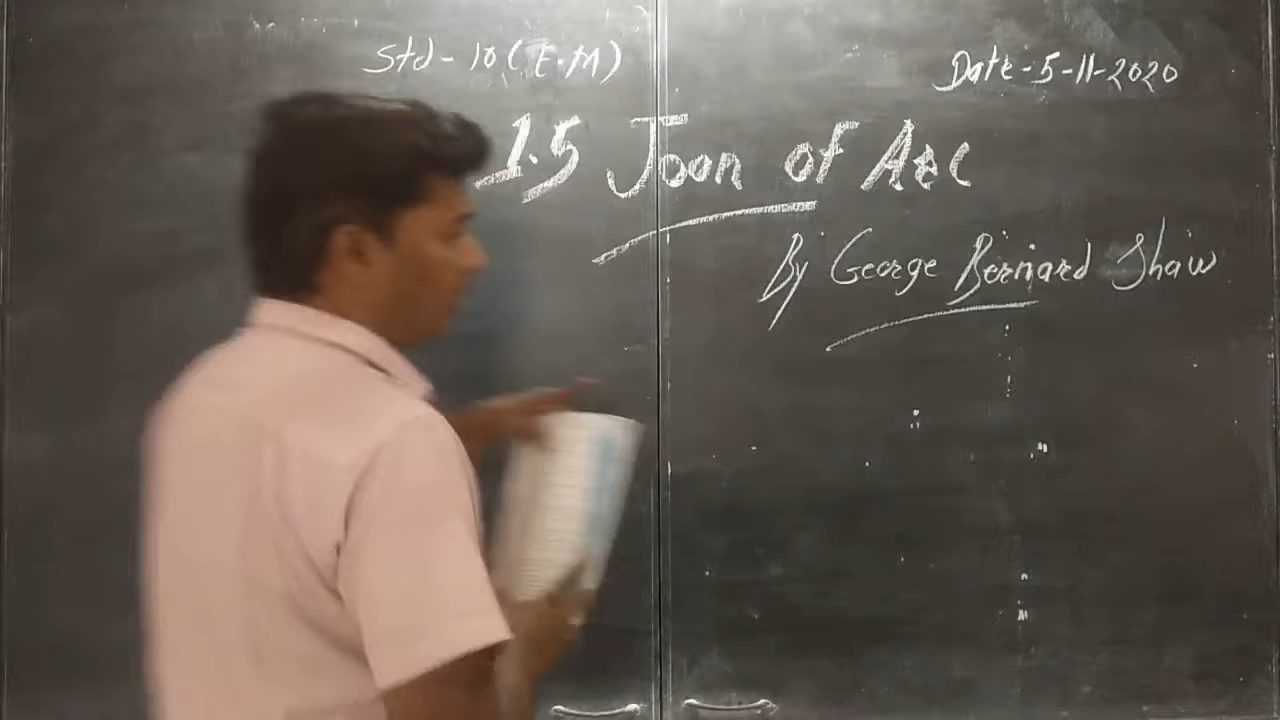 Std - 10 (E.M)
Date - 5-11-2020
1.5 Joan of Arc
By George Bernard Shaw